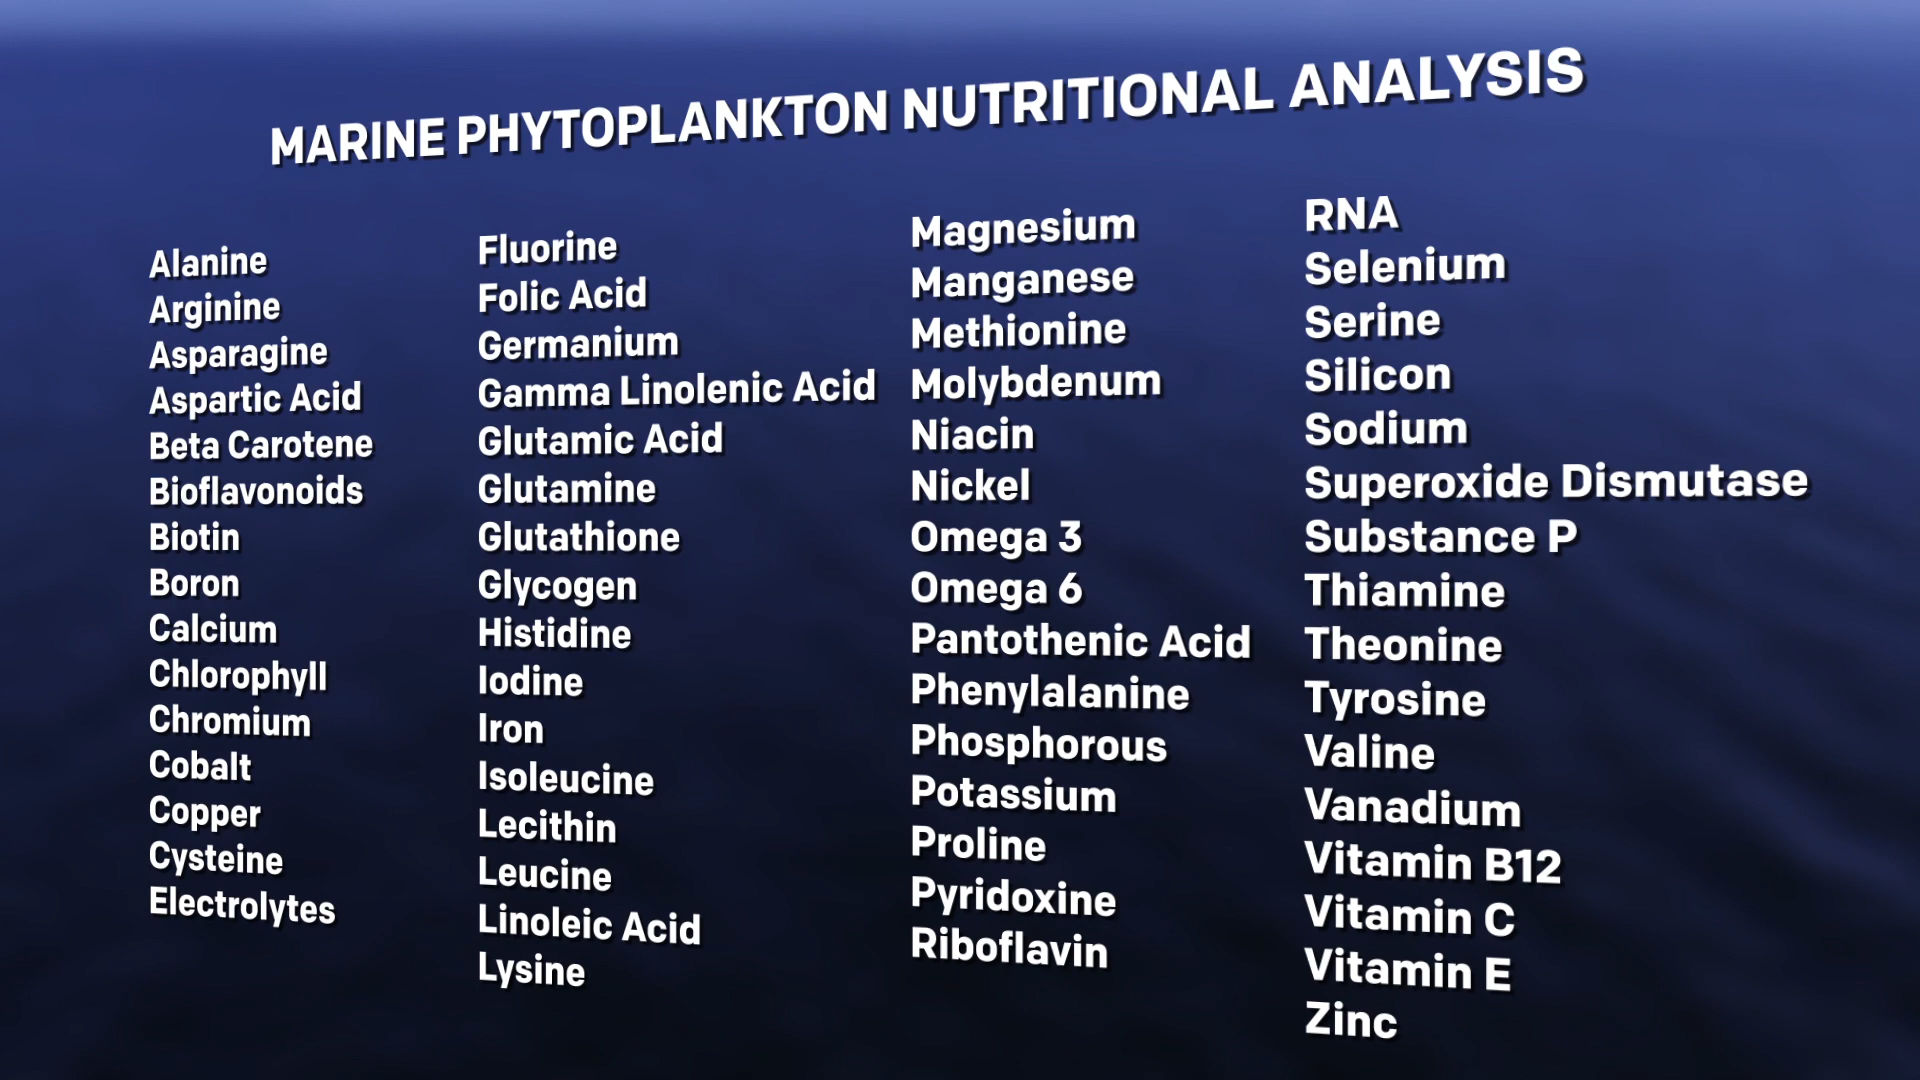 MARINE PHYTOPLANKTON NUTRITIONAL ANALYSIS
Alanine
Arginine
Asparagine
Aspartic Acid
Beta Carotene
Bioflavonoids
Biotin
Boron
Calcium
Chlorophyll
Chromium
Cobalt
Copper
Cysteine
Electrolytes
Fluorine
Folic Acid
Germanium
Gamma Linolenic Acid
Glutamic Acid
Glutamine
Glutathione
Glycogen
Histidine
Iodine
Iron
Isoleucine
Lecithin
Leucine
Linoleic Acid
Lysine
Magnesium
Manganese
Methionine
Molybdenum
Niacin
Nickel
Omega 3
Omega 6
Pantothenic Acid
Phenylalanine
Phosphorous
Potassium
Proline
Pyridoxine
Riboflavin
RNA
Selenium
Serine
Silicon
Sodium
Superoxide Dismutase
Substance P
Thiamine
Theonine
Tyrosine
Valine
Vanadium
Vitamin B12
Vitamin C
Vitamin E
Zinc